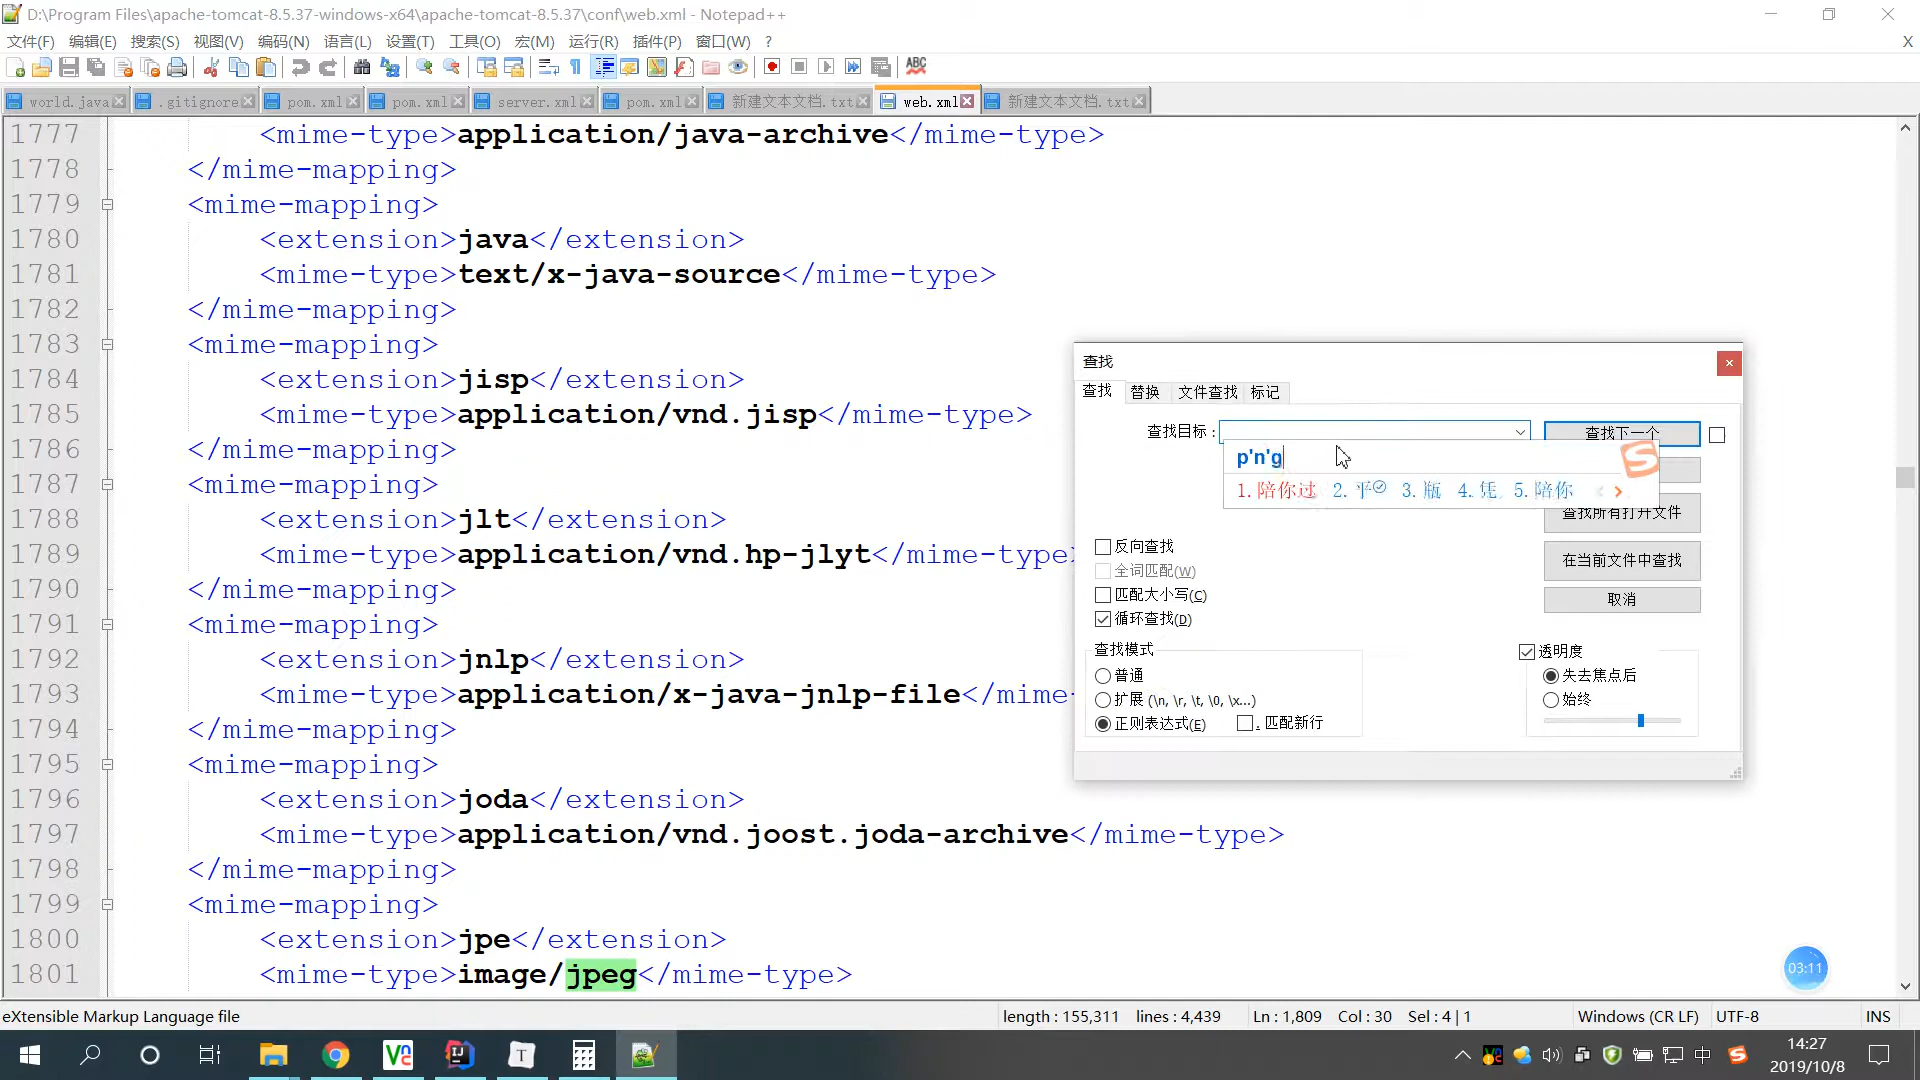 D:\Program Files\apache-tomcat-8.5.37-windows-x64\apache-tomcat-8.5.37\conf\web.xml - Notepad++
文件(F) 编辑(E) 搜索(S) 视图(V) 编码(N) 语言(L) 设置(T) 工具(O) 宏(M) 运行(R) 插件(P) 窗口(W) ? X
world.java .gitignore pom.xml pom.xml server.xml pom.xml 新建文本文档.txt web.xml 新建文本文档.txt
1777 <mime-type>application/java-archive</mime-type>
1778 </mime-mapping>
1779 <mime-mapping>
1780 <extension>java</extension>
1781 <mime-type>text/x-java-source</mime-type>
1782 </mime-mapping>
1783 <mime-mapping>
1784 <extension>jisp</extension>
1785 <mime-type>application/vnd.jisp</mime-type>
1786 </mime-mapping>
1787 <mime-mapping>
1788 <extension>jlt</extension>
1789 <mime-type>application/vnd.hp-jlyt</mime-type>
1790 </mime-mapping>
1791 <mime-mapping>
1792 <extension>jnlp</extension>
1793 <mime-type>application/x-java-jnlp-file</mime-
1794 </mime-mapping>
1795 <mime-mapping>
1796 <extension>joda</extension>
1797 <mime-type>application/vnd.joost.joda-archive</mime-type>
1798 </mime-mapping>
1799 <mime-mapping>
1800 <extension>jpe</extension>
1801 <mime-type>image/jpeg</mime-type>
查找
查找 替换 文件查找 标记
查找目标 : 查找下一个
p'n'g
1.陪你过 2.平 3.瓶 4.凭 5.陪你
查找所有打开文件
反向查找
在当前文件中查找
全词匹配(W)
匹配大小写(C)
取消
循环查找(D)
查找模式
透明度
普通
失去焦点后
扩展 (\n, \r, \t, \0, \x...)
始终
正则表达式(E) . 匹配新行
03:11
eXtensible Markup Language file length : 155,311 lines : 4,439 Ln : 1,809 Col : 30 Sel : 4 | 1 Windows (CR LF) UTF-8 INS
中 14:27
2019/10/8